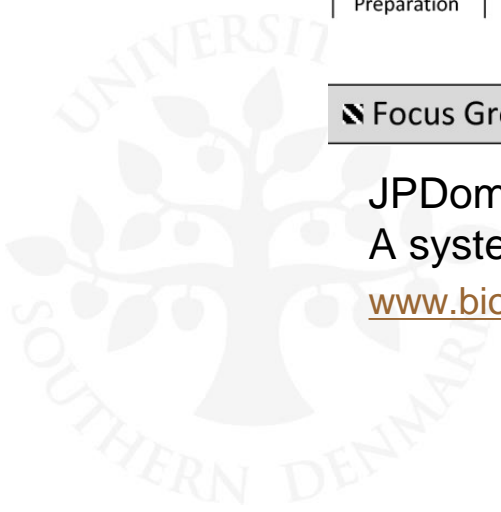 Preparation
Focus Gr
JPDom
A syste
www.bio
UNIVERSIT
SOUTHERN DENMAR